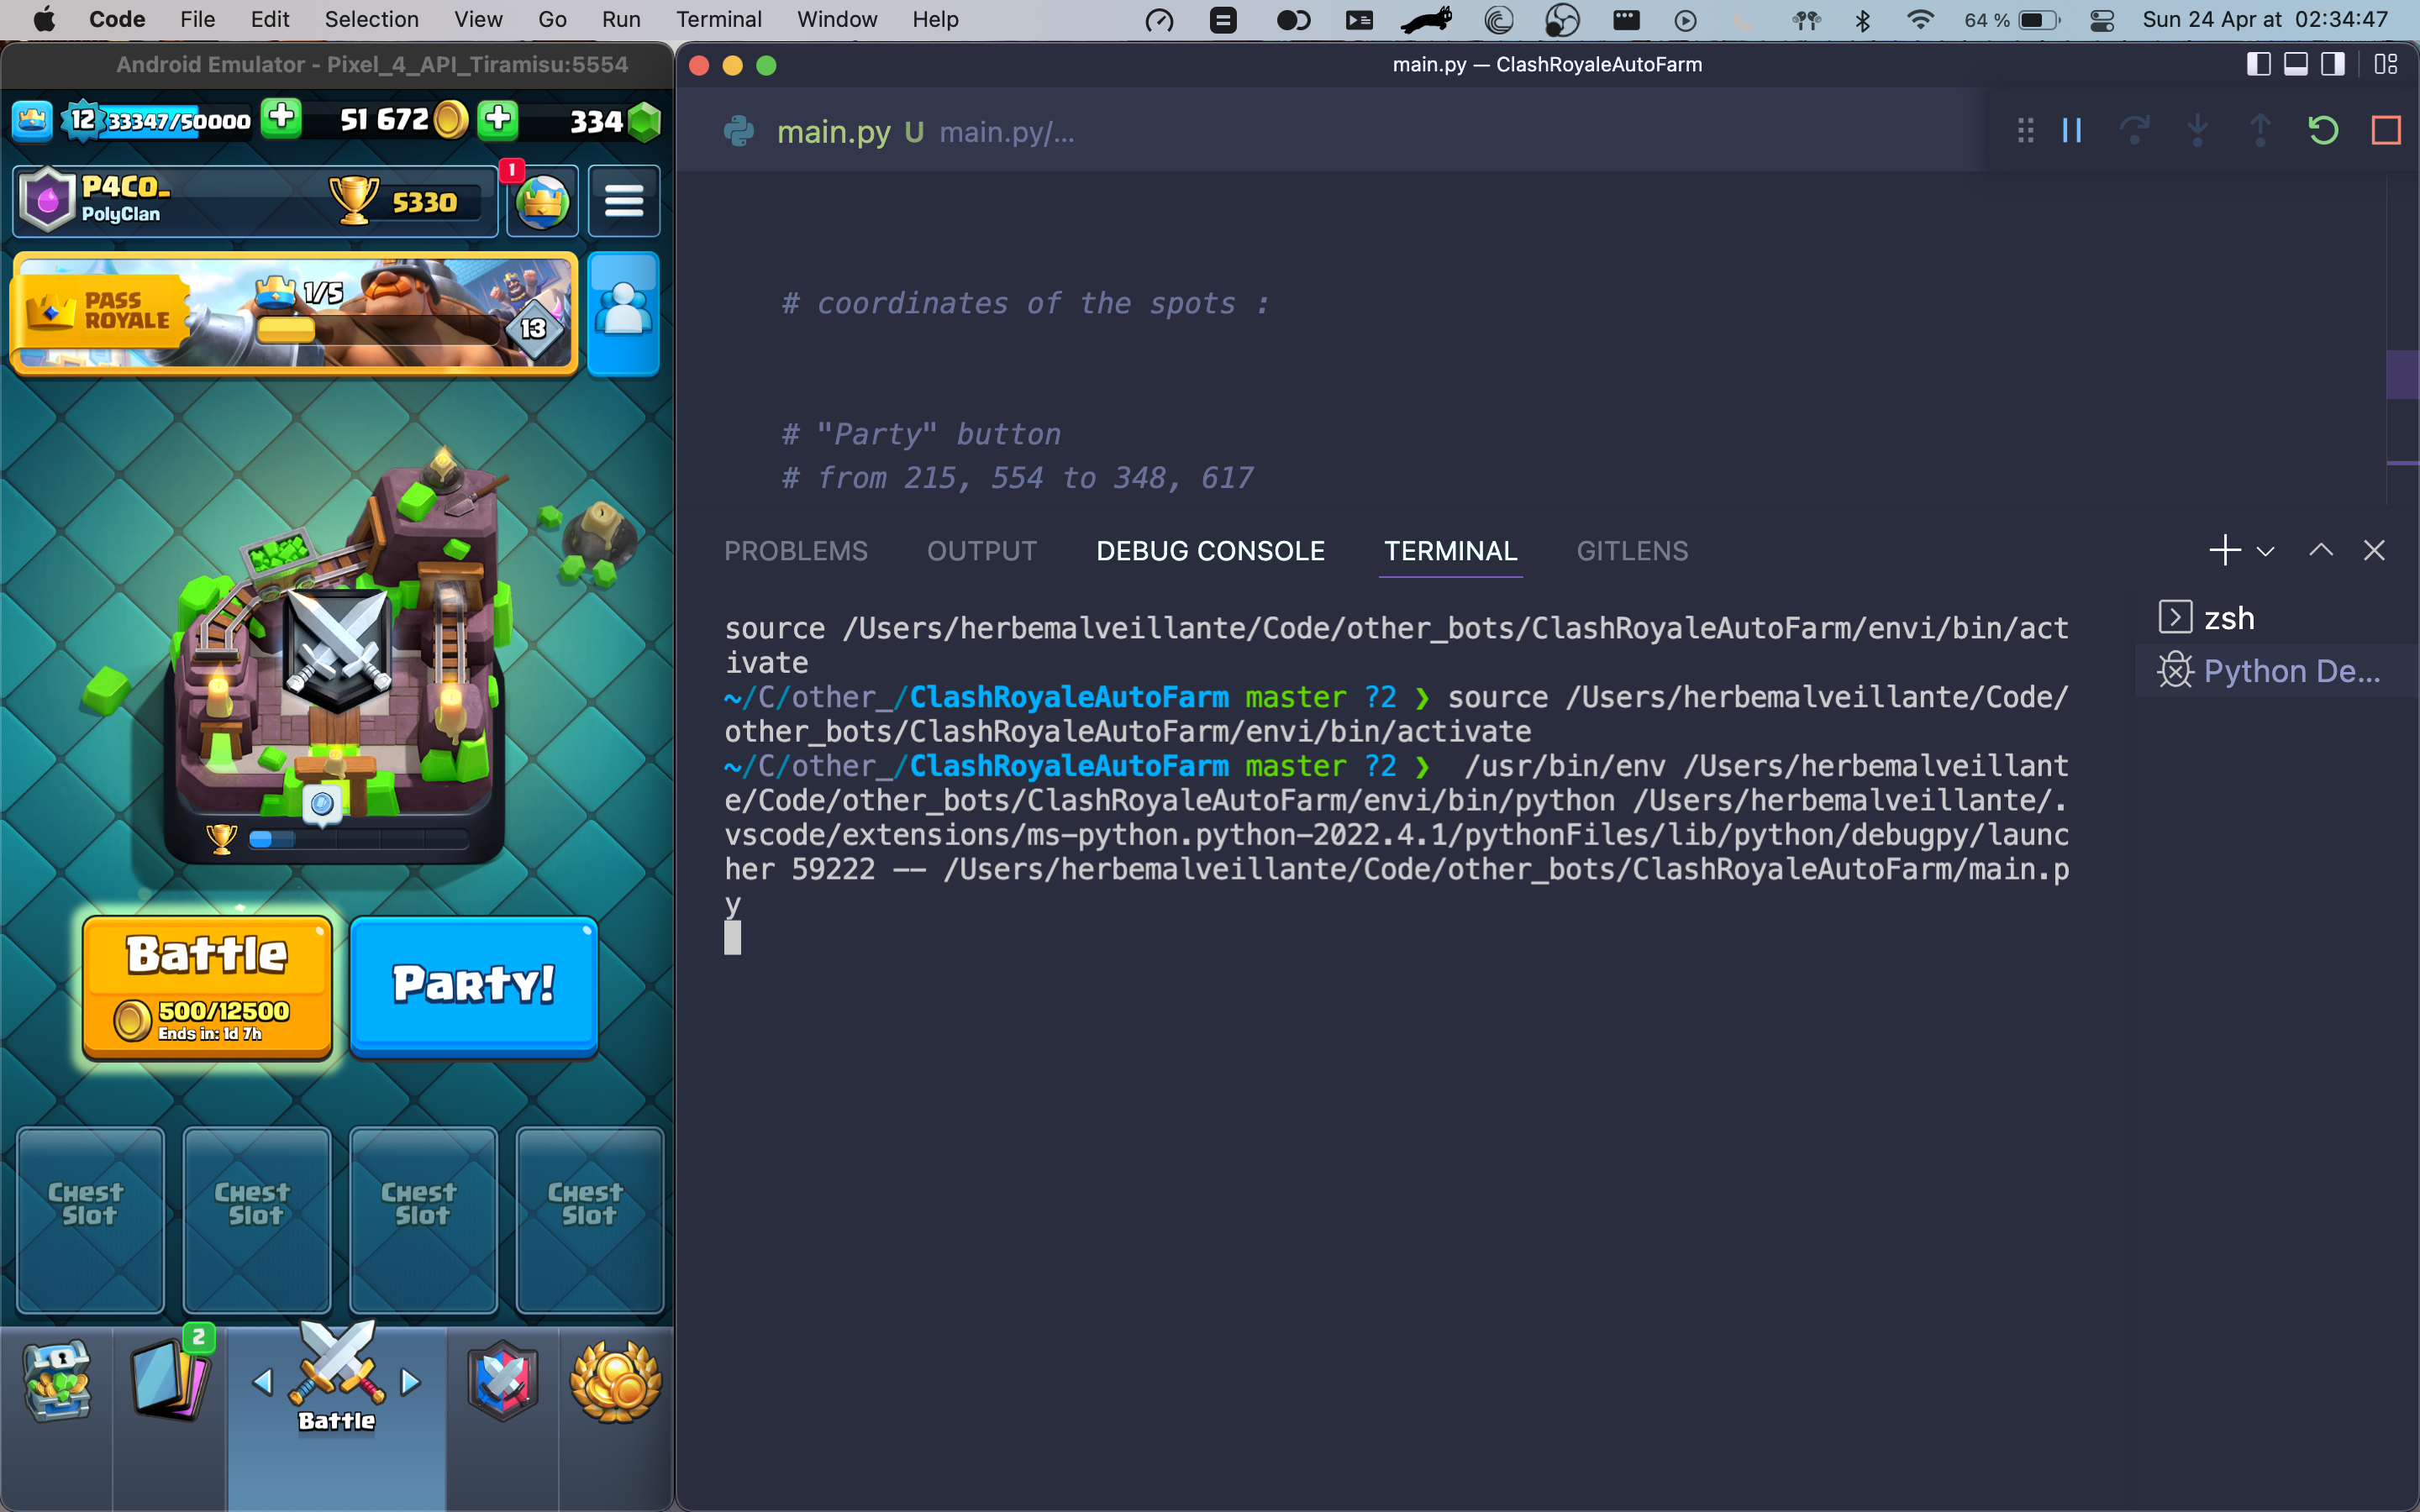 Code File Edit Selection View Go Run Terminal Window Help 64 % Sun 24 Apr at 02:34:47
Android Emulator - Pixel_4_API_Tiramisu:5554
12 33347/50000 51 672 334
P4CO_
PolyClan
5330
1
PASS
ROYALE
1/5
13
Battle
500/12500
Ends in: 1d 7h
Party!
Chest
Slot
Chest
Slot
Chest
Slot
Chest
Slot
2
Battle
main.py — ClashRoyaleAutoFarm
main.py U main.py/...
# coordinates of the spots :
# "Party" button
# from 215, 554 to 348, 617
PROBLEMS OUTPUT DEBUG CONSOLE TERMINAL GITLENS
source /Users/herbemalveillante/Code/other_bots/ClashRoyaleAutoFarm/envi/bin/act
ivate
~/C/other_/ClashRoyaleAutoFarm master ?2 ❯ source /Users/herbemalveillante/Code/
other_bots/ClashRoyaleAutoFarm/envi/bin/activate
~/C/other_/ClashRoyaleAutoFarm master ?2 ❯  /usr/bin/env /Users/herbemalveillant
e/Code/other_bots/ClashRoyaleAutoFarm/envi/bin/python /Users/herbemalveillante/.
vscode/extensions/ms-python.python-2022.4.1/pythonFiles/lib/python/debugpy/launc
her 59222 -- /Users/herbemalveillante/Code/other_bots/ClashRoyaleAutoFarm/main.p
y
zsh
Python De...